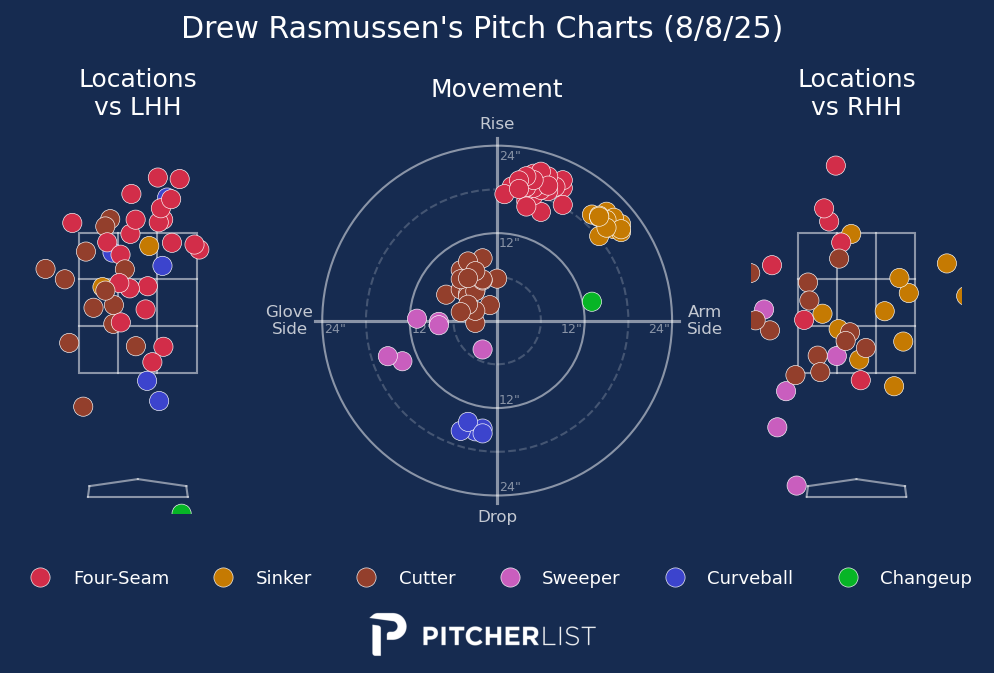 Drew Rasmussen's Pitch Charts (8/8/25)
Locations
vs LHH
Movement
Locations
vs RHH
Rise
24"
12"
Glove
Side
24"
12"
12"
24"
Arm
Side
12"
24"
Drop
Four-Seam
Sinker
Cutter
Sweeper
Curveball
Changeup
PITCHERLIST